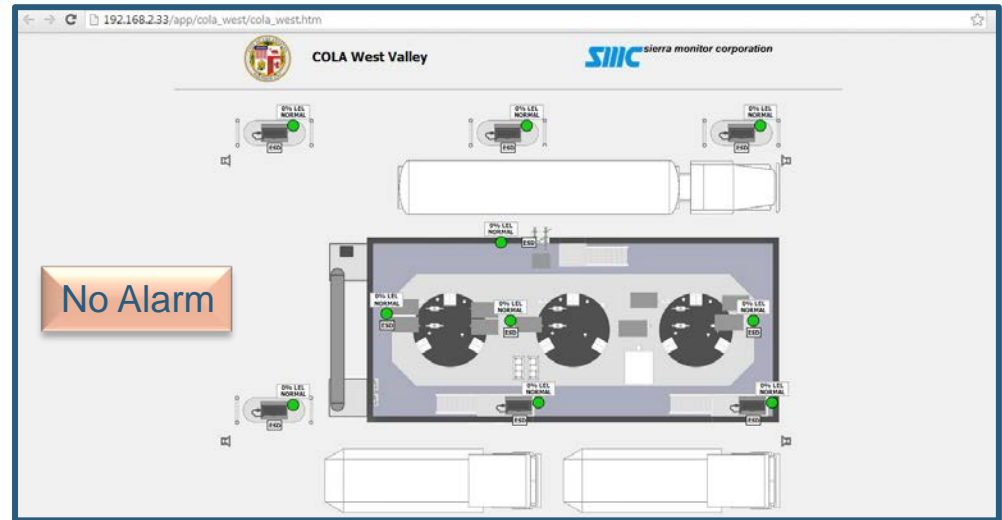 192.168.2.33/app/cola_west/cola_west.htm
COLA West Valley
SMC sierra monitor corporation
0% LEL
NORMAL
ESD
0% LEL
NORMAL
ESD
0% LEL
NORMAL
ESD
0% LEL
NORMAL
ESD
No Alarm
0% LEL
NORMAL
ESD
0% LEL
NORMAL
ESD
0% LEL
NORMAL
ESD
0% LEL
NORMAL
ESD
0% LEL
NORMAL
ESD
0% LEL
NORMAL
ESD